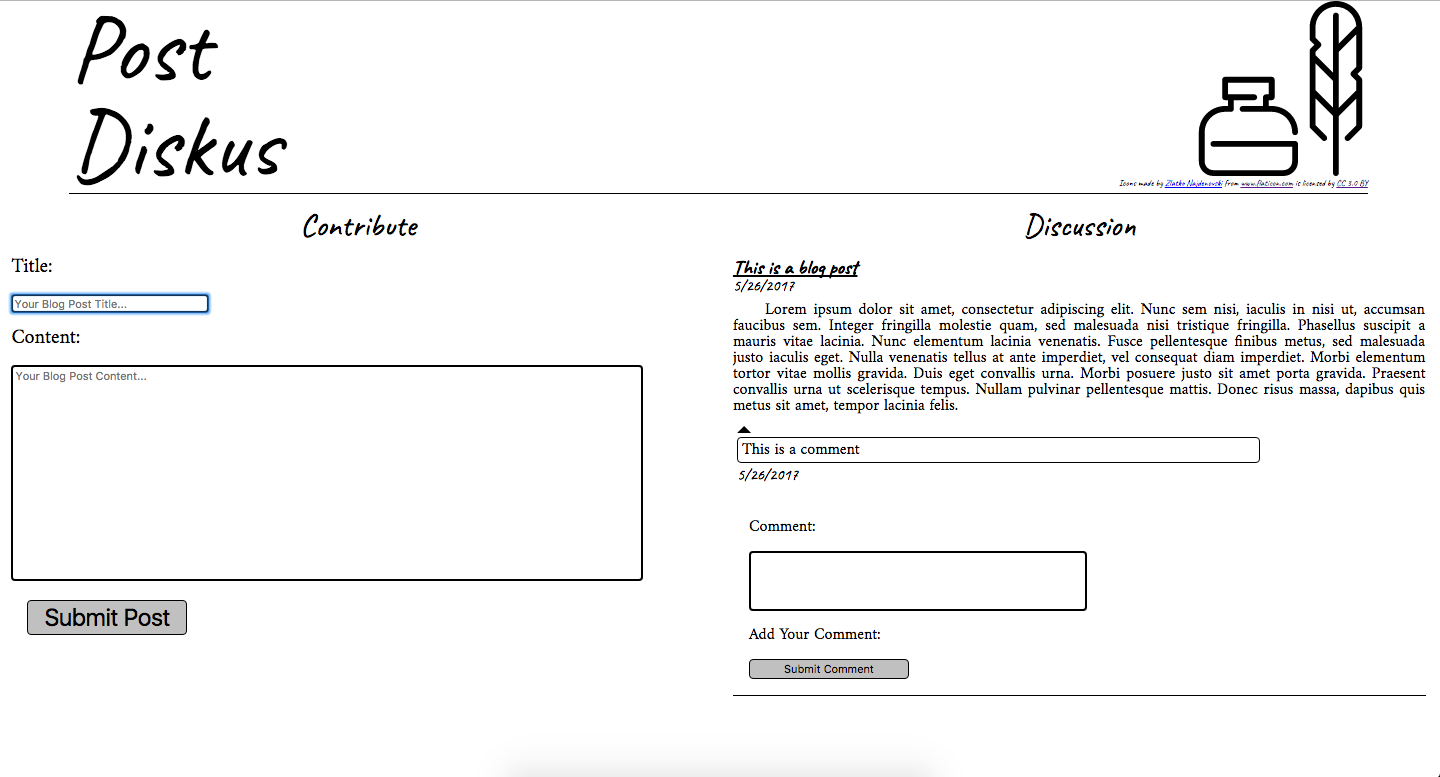 Post
Diskus
Icons made by Zlatko Najdenovski from www.flaticon.com is licensed by CC 3.0 BY
Contribute
Title:
Your Blog Post Title...
Content:
Your Blog Post Content...
Submit Post
Discussion
This is a blog post
5/26/2017
Lorem ipsum dolor sit amet, consectetur adipiscing elit. Nunc sem nisi, iaculis in nisi ut, accumsan
faucibus sem. Integer fringilla molestie quam, sed malesuada nisi tristique fringilla. Phasellus suscipit a
mauris vitae lacinia. Nunc elementum lacinia venenatis. Fusce pellentesque finibus metus, sed malesuada
justo iaculis eget. Nulla venenatis tellus at ante imperdiet, vel consequat diam imperdiet. Morbi elementum
tortor vitae mollis gravida. Duis eget convallis urna. Morbi posuere justo sit amet porta gravida. Praesent
convallis urna ut scelerisque tempus. Nullam pulvinar pellentesque mattis. Donec risus massa, dapibus quis
metus sit amet, tempor lacinia felis.
This is a comment
5/26/2017
Comment:
Add Your Comment:
Submit Comment